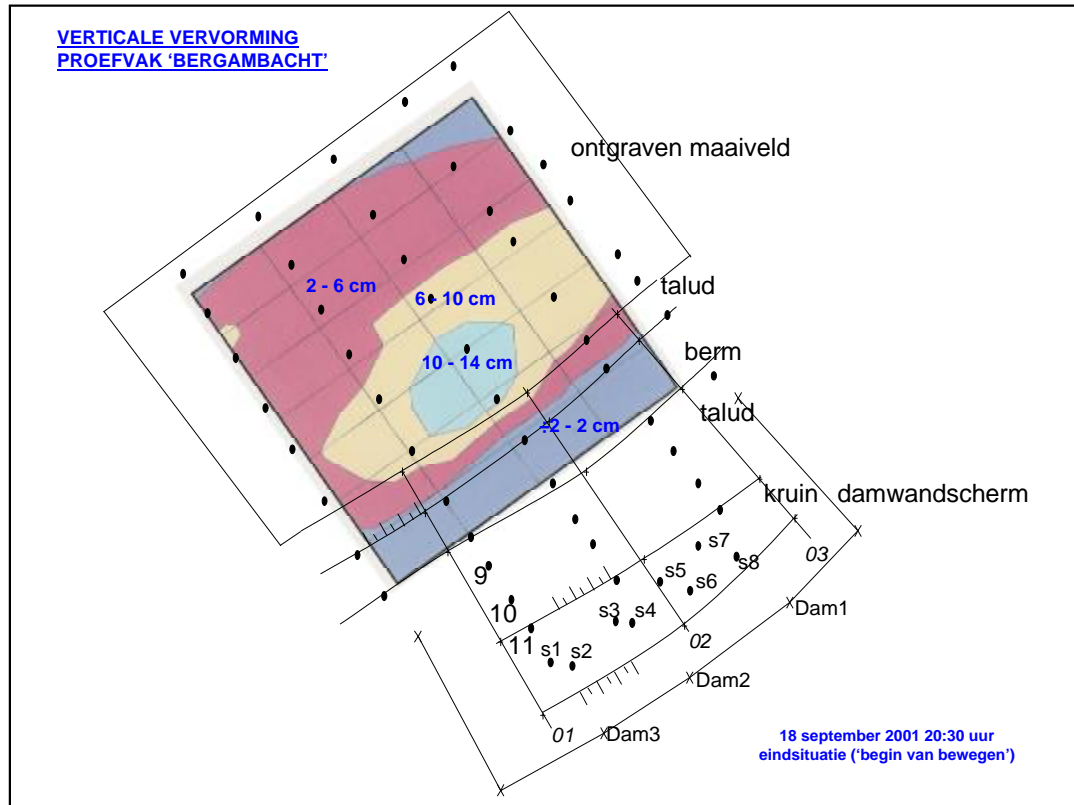 VERTICALE VERVORMING
PROEFVAK ‘BERGAMBACHT’
ontgraven maaiveld
2 - 6 cm
6 - 10 cm
talud
10 - 14 cm
berm
÷2 - 2 cm
talud
kruin damwandscherm
s7
03
s8
9
s5
s6
10
Dam1
s3 s4
11
s1
s2
02
Dam2
01
Dam3
18 september 2001 20:30 uur
eindsituatie (‘begin van bewegen’)